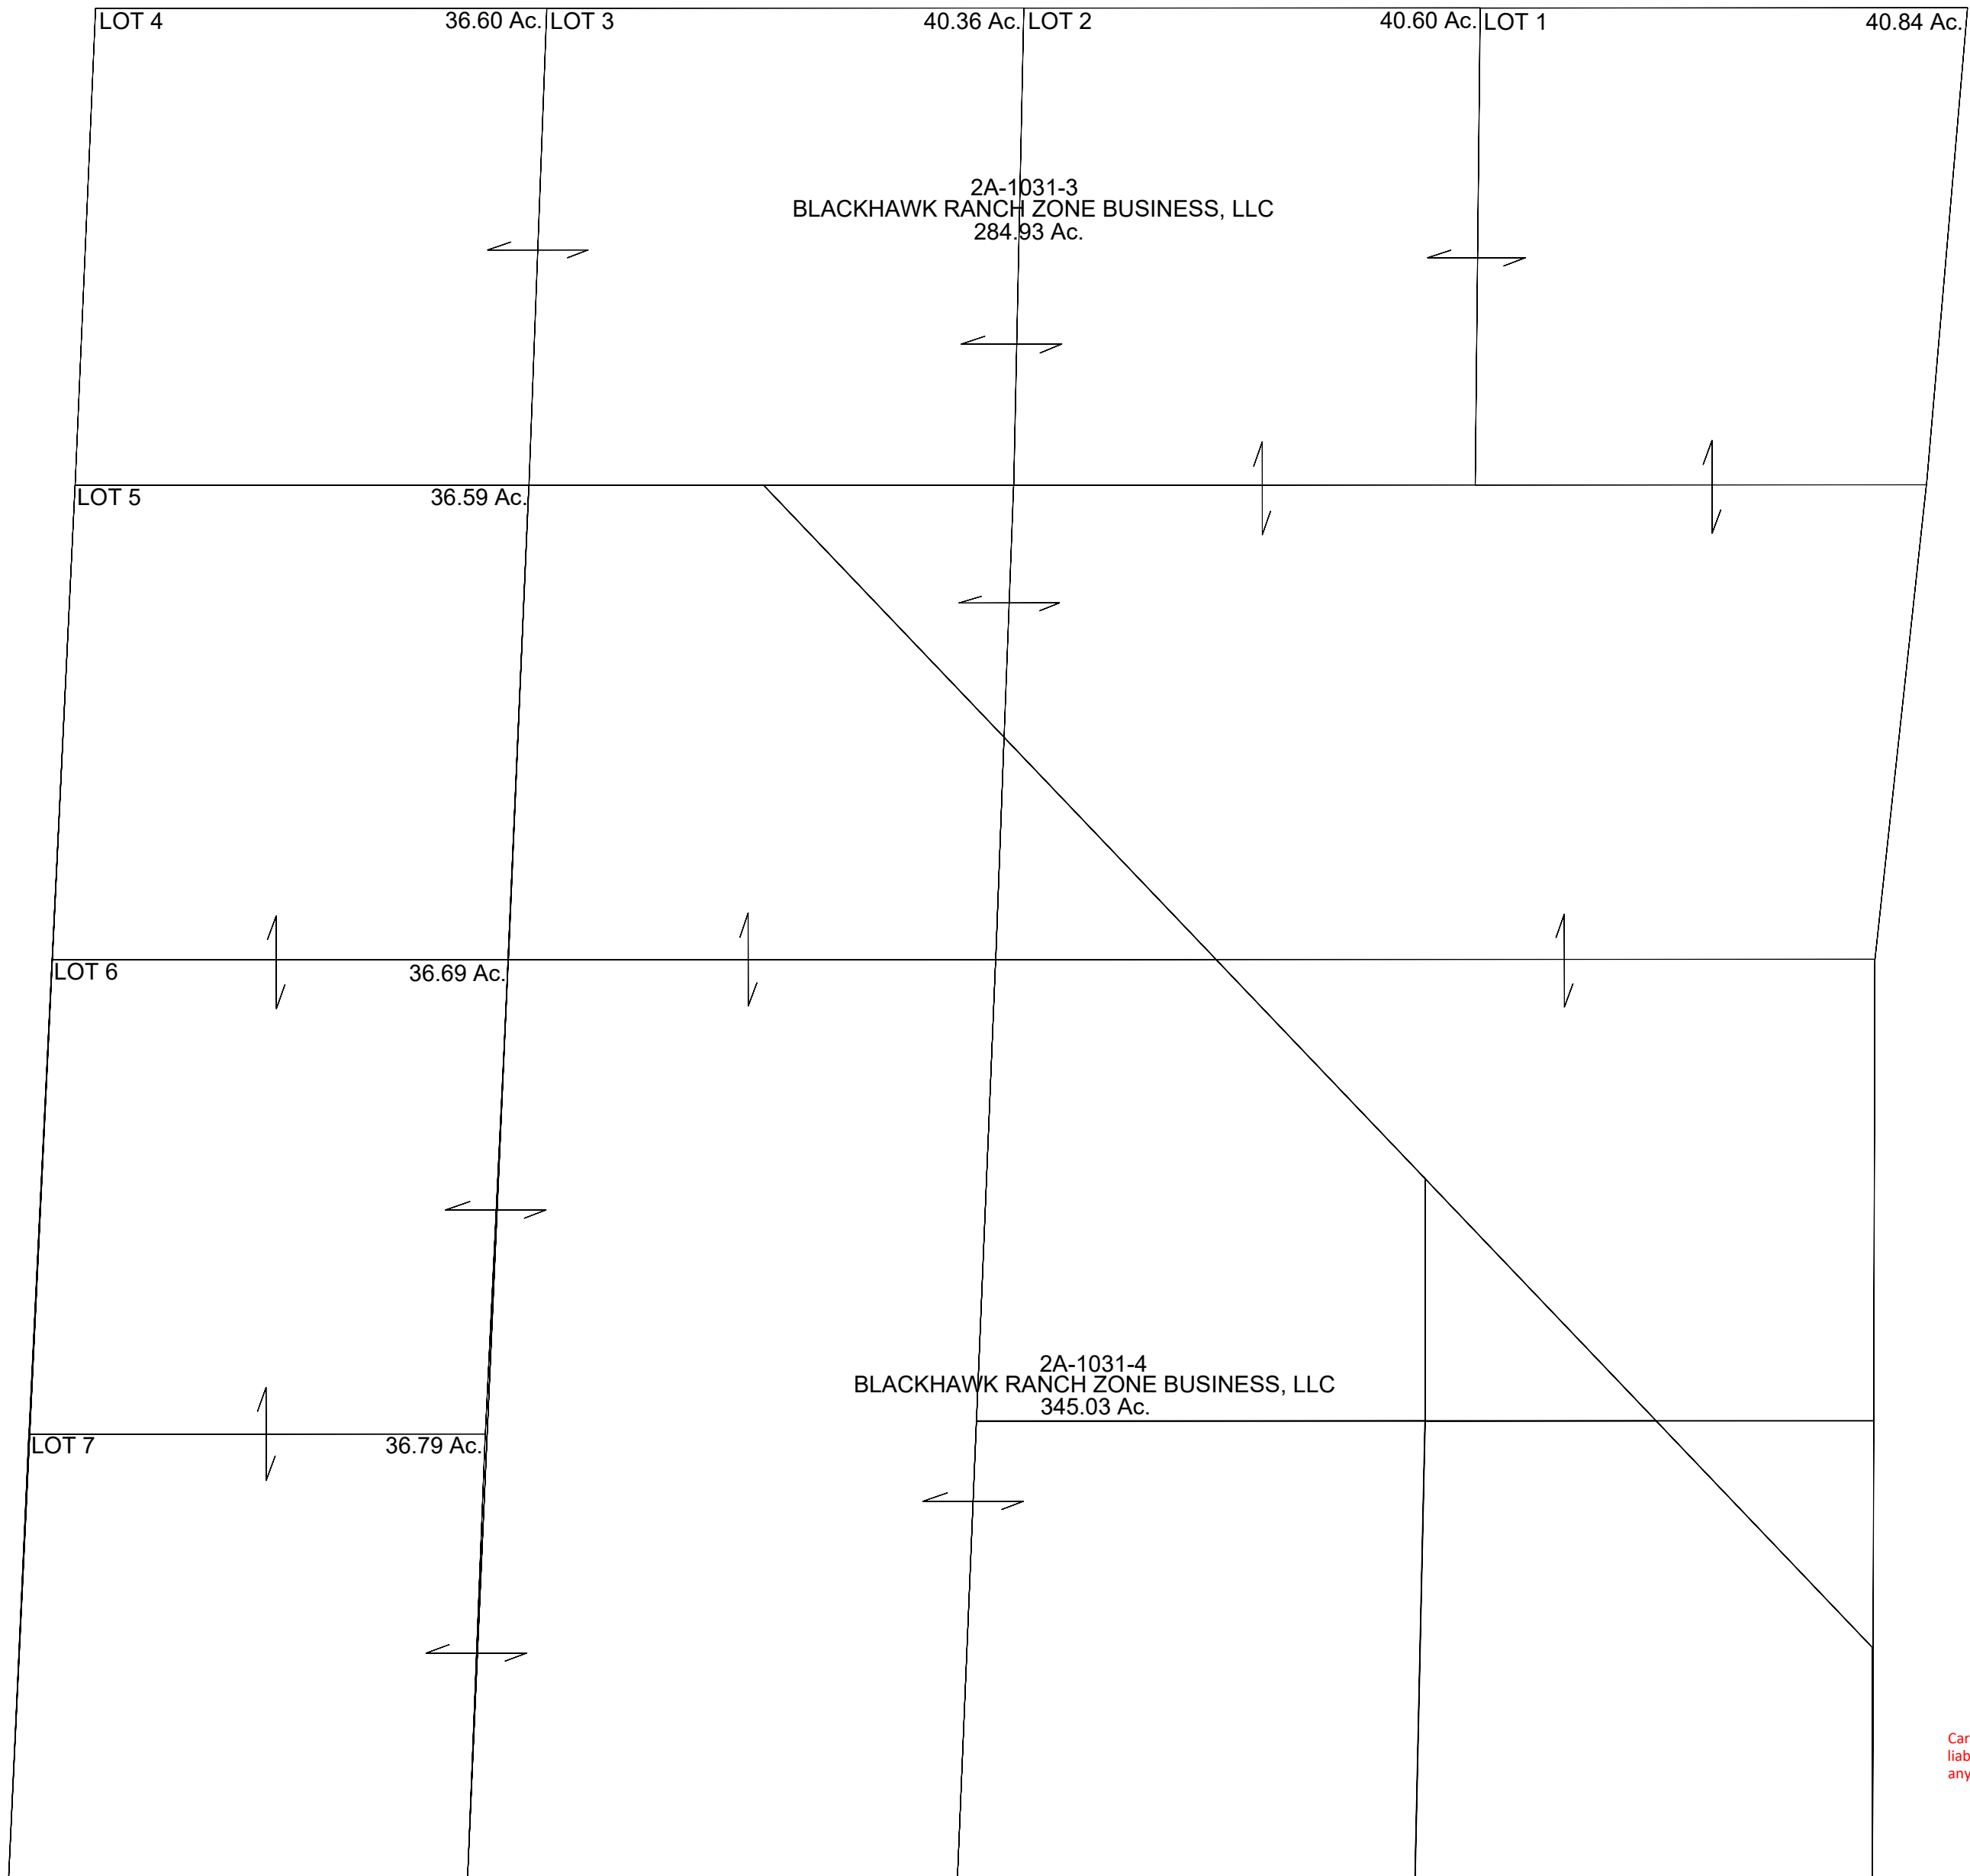 LOT 4 36.60 Ac. LOT 3 40.36 Ac. LOT 2 40.60 Ac. LOT 1 40.84 Ac.
2A-1031-3
BLACKHAWK RANCH ZONE BUSINESS, LLC
284.93 Ac.
LOT 5 36.59 Ac.
LOT 6 36.69 Ac.
2A-1031-4
BLACKHAWK RANCH ZONE BUSINESS, LLC
345.03 Ac.
LOT 7 36.79 Ac.
Car
liab
any